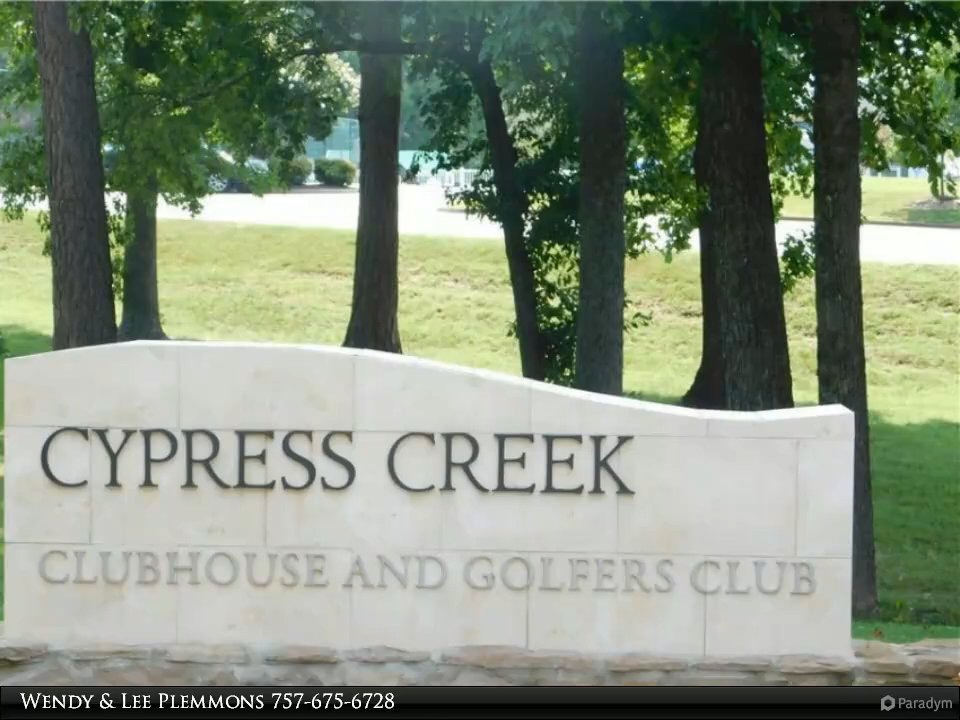 CYPRESS CREEK
CLUBHOUSE AND GOLFERS CLUB
WENDY & LEE PLEMMONS 757-675-6728
Paradym